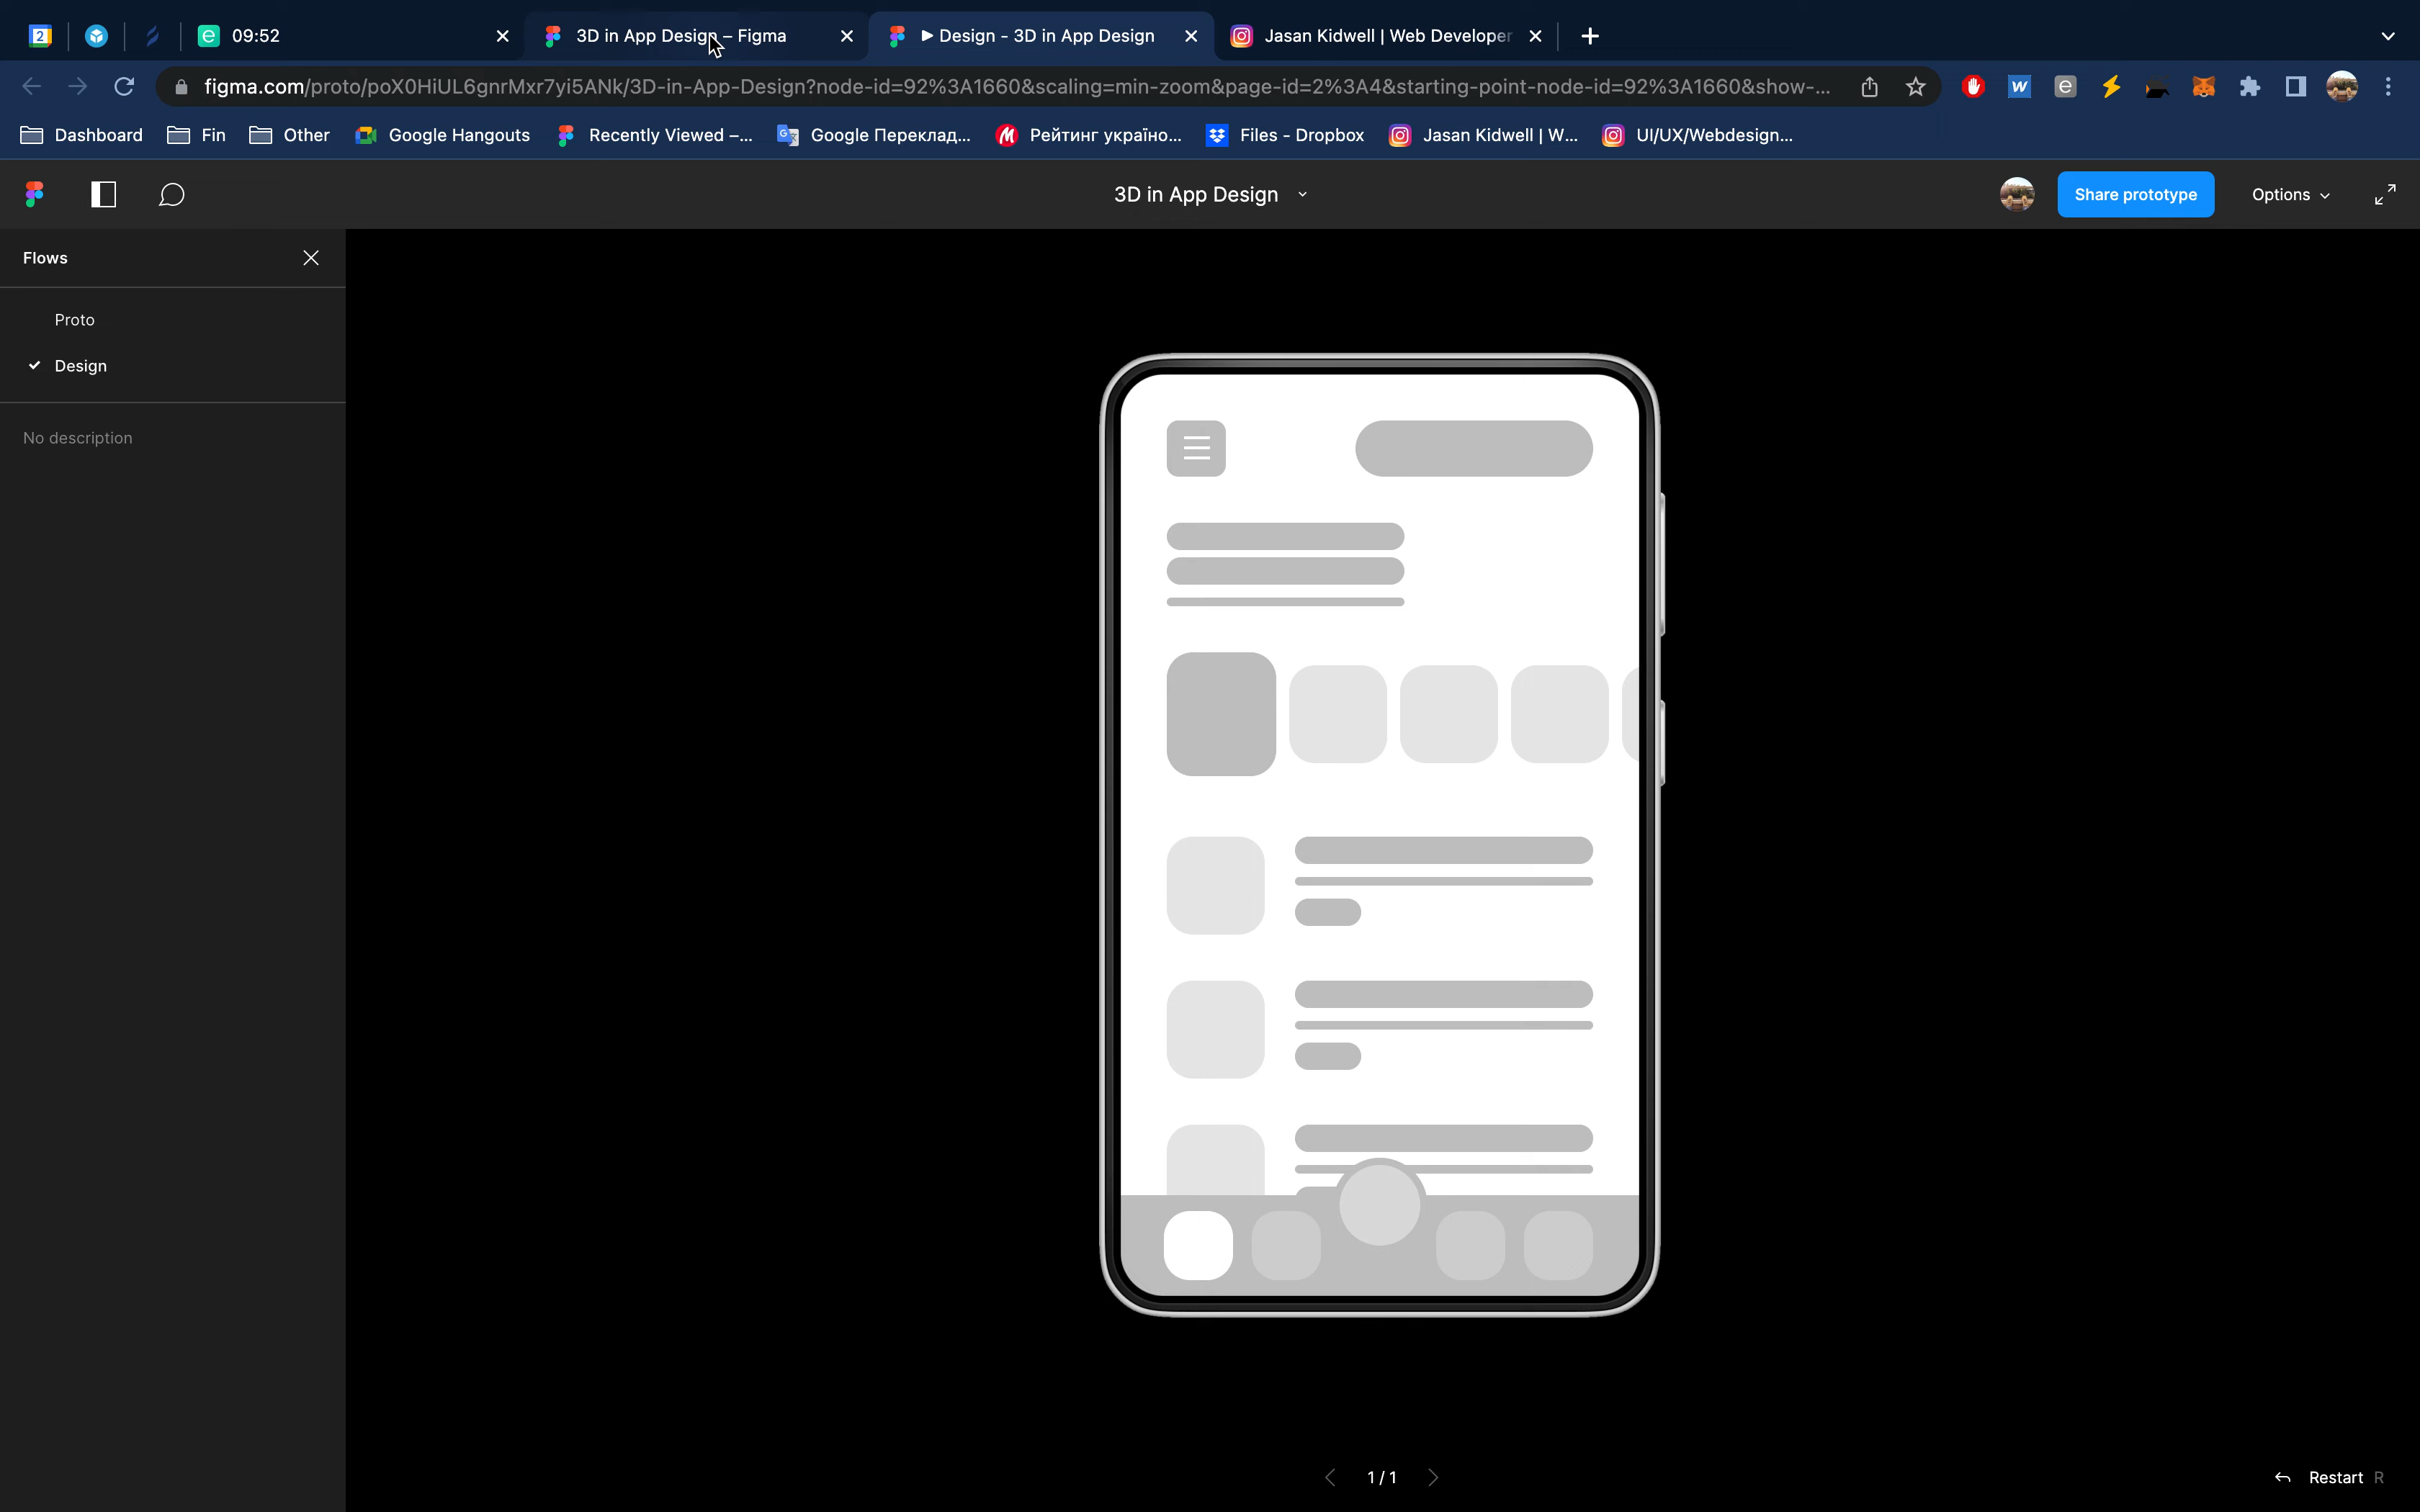 2
e 09:52
3D in App Design – Figma
Design - 3D in App Design
Jasan Kidwell | Web Developer
figma.com/proto/poX0HiUL6gnrMxr7yi5ANk/3D-in-App-Design?node-id=92%3A1660&scaling=min-zoom&page-id=2%3A4&starting-point-node-id=92%3A1660&show-...
W
e
Dashboard
Fin
Other
Google Hangouts
Recently Viewed –...
Google Переклад...
Рейтинг україно...
Files - Dropbox
Jasan Kidwell | W...
UI/UX/Webdesign...
3D in App Design
Share prototype
Options
Flows
Proto
Design
No description
1 / 1
Restart R